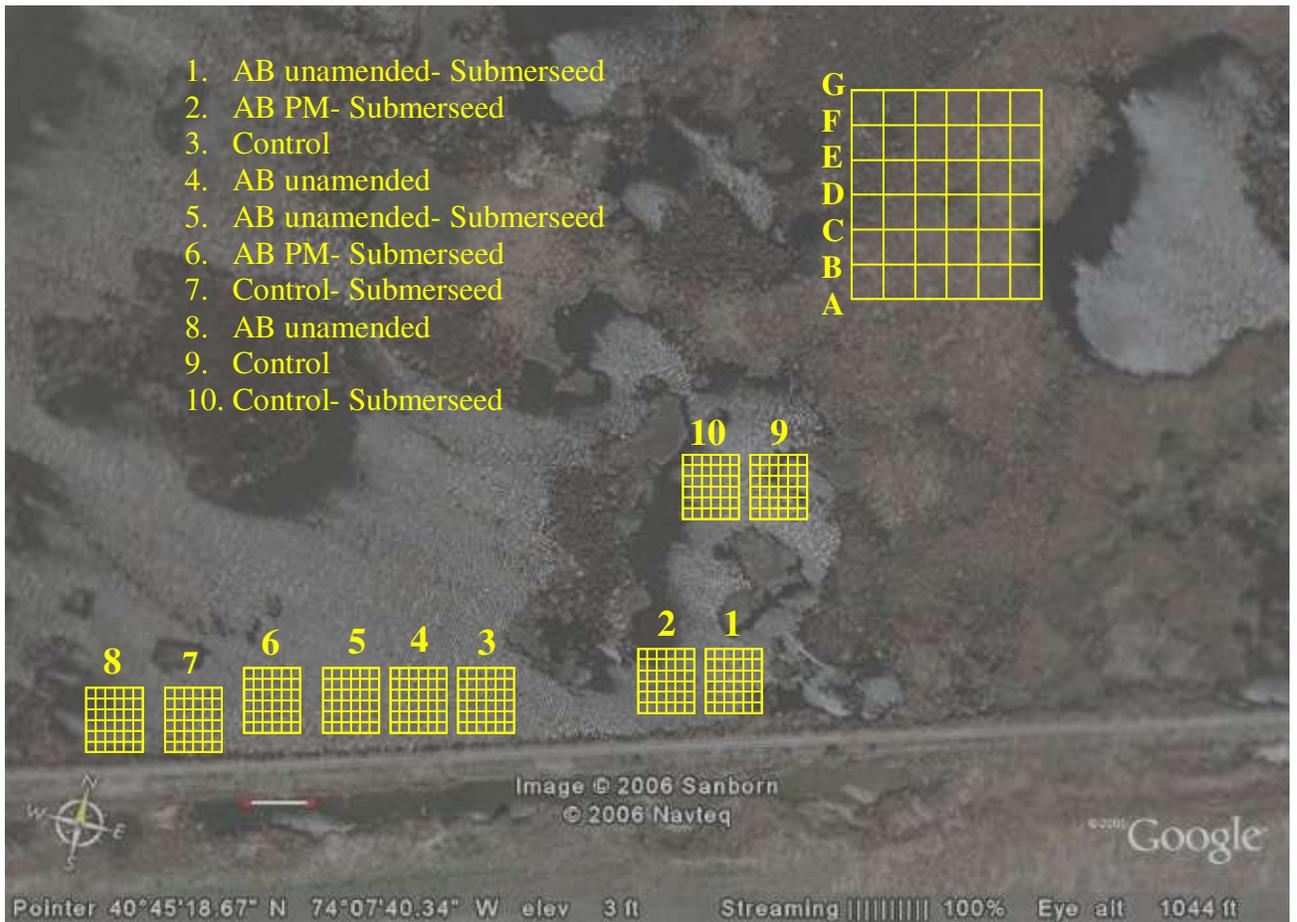 1. AB unamended- Submerseed
2. AB PM- Submerseed
3. Control
4. AB unamended
5. AB unamended- Submerseed
6. AB PM- Submerseed
7. Control- Submerseed
8. AB unamended
9. Control
10. Control- Submerseed
G
F
E
D
C
B
A
10 9
2 1
8 7 6 5 4 3
N
W E
S
Image © 2006 Sanborn
© 2006 Navteq
©2005 Google
Pointer 40°45'18.67" N 74°07'40.34" W elev 3 ft Streaming |||||||||| 100% Eye alt 1044 ft